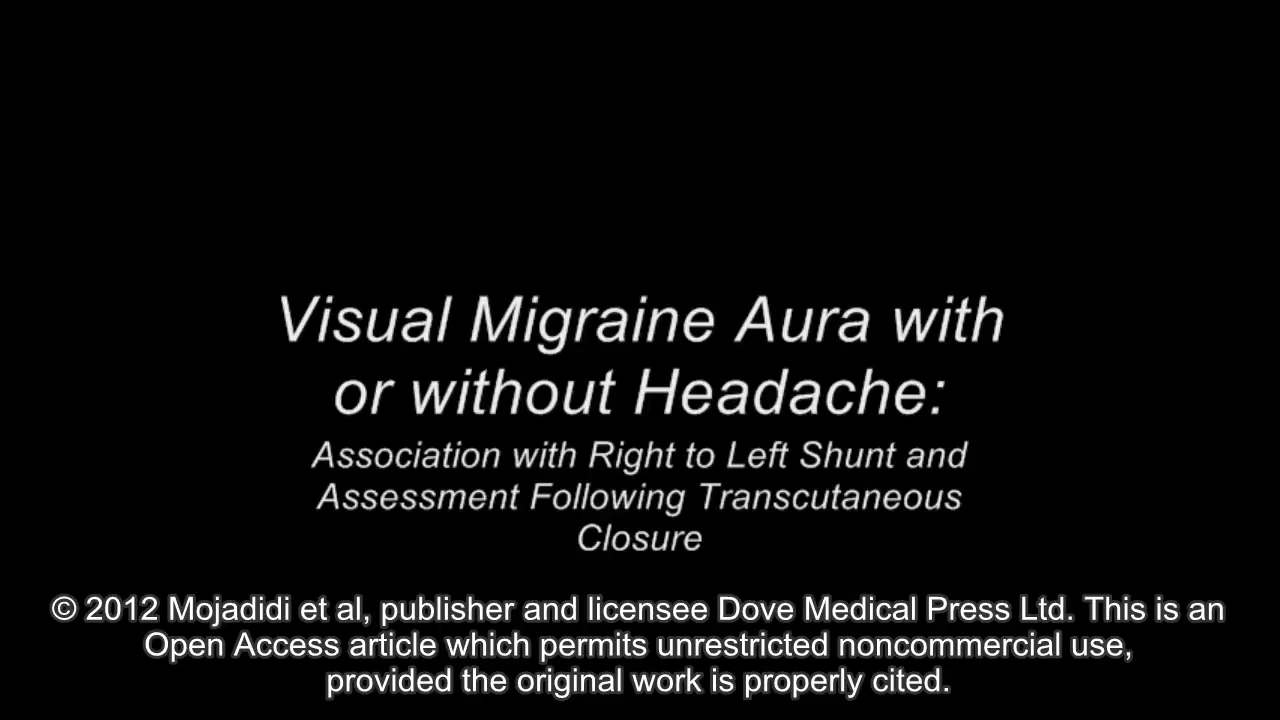 Visual Migraine Aura with
or without Headache:
Association with Right to Left Shunt and
Assessment Following Transcutaneous
Closure
© 2012 Mojadidi et al, publisher and licensee Dove Medical Press Ltd. This is an
Open Access article which permits unrestricted noncommercial use,
provided the original work is properly cited.